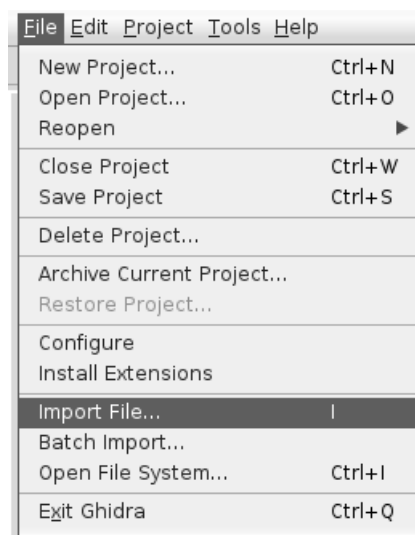 File Edit Project Tools Help
New Project... Ctrl+N
Open Project... Ctrl+O
Reopen
Close Project Ctrl+W
Save Project Ctrl+S
Delete Project...
Archive Current Project...
Restore Project...
Configure
Install Extensions
Import File... I
Batch Import...
Open File System... Ctrl+I
Exit Ghidra Ctrl+Q